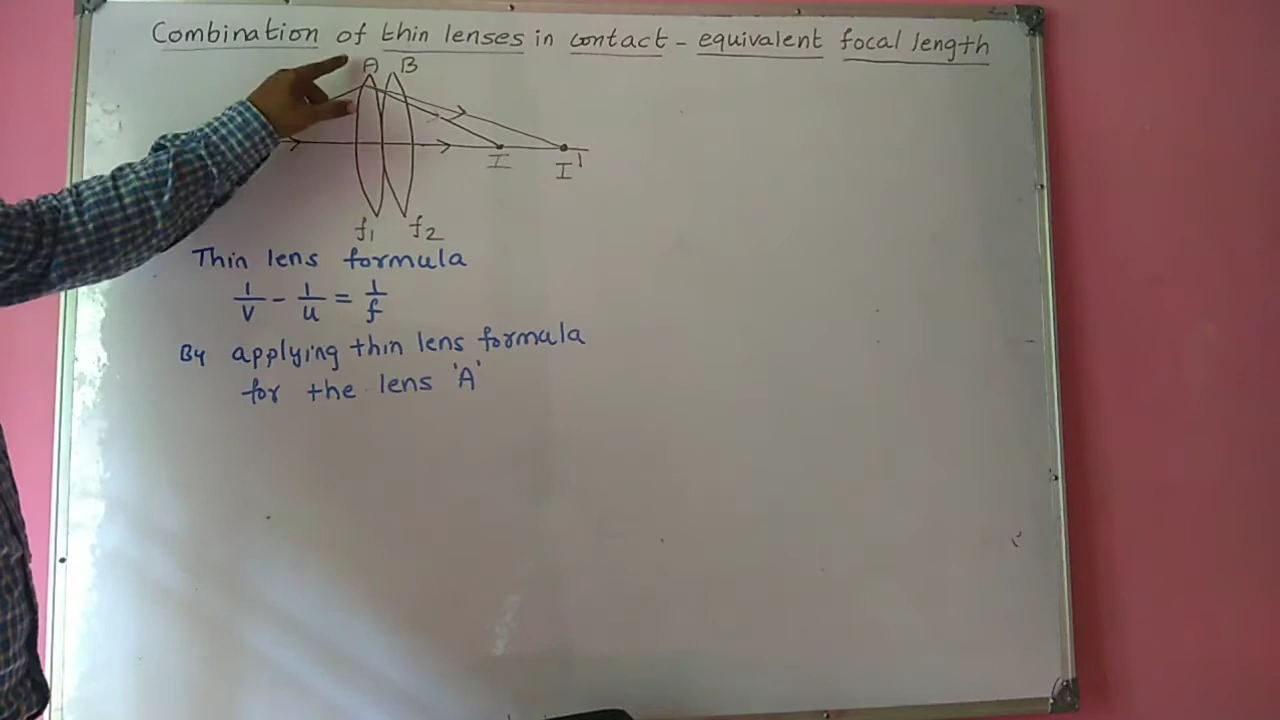 Combination of thin lenses in contact - equivalent focal length
A B
I I'
f1 f2
Thin lens formula
1/v - 1/u = 1/f
By applying thin lens formula
for the lens 'A'